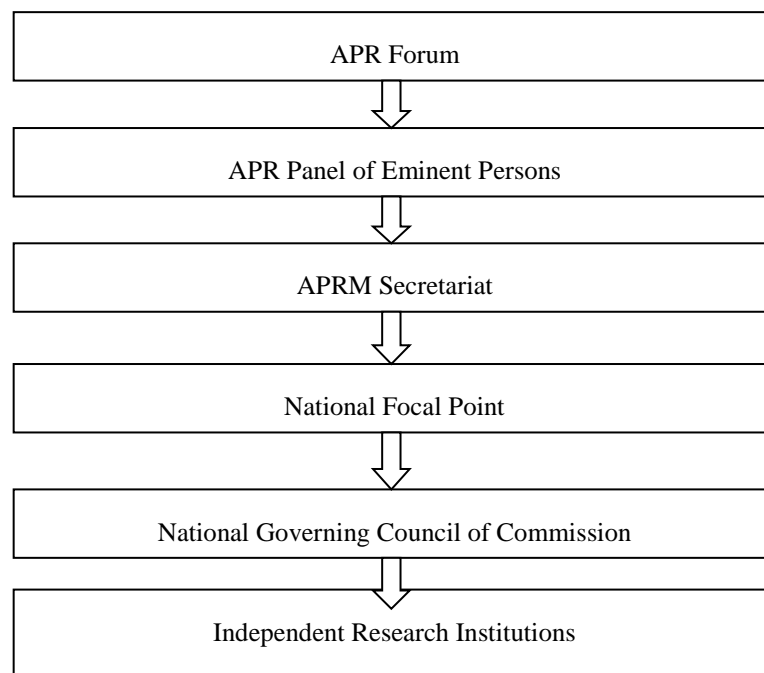 APR Forum
APR Panel of Eminent Persons
APRM Secretariat
National Focal Point
National Governing Council of Commission
Independent Research Institutions